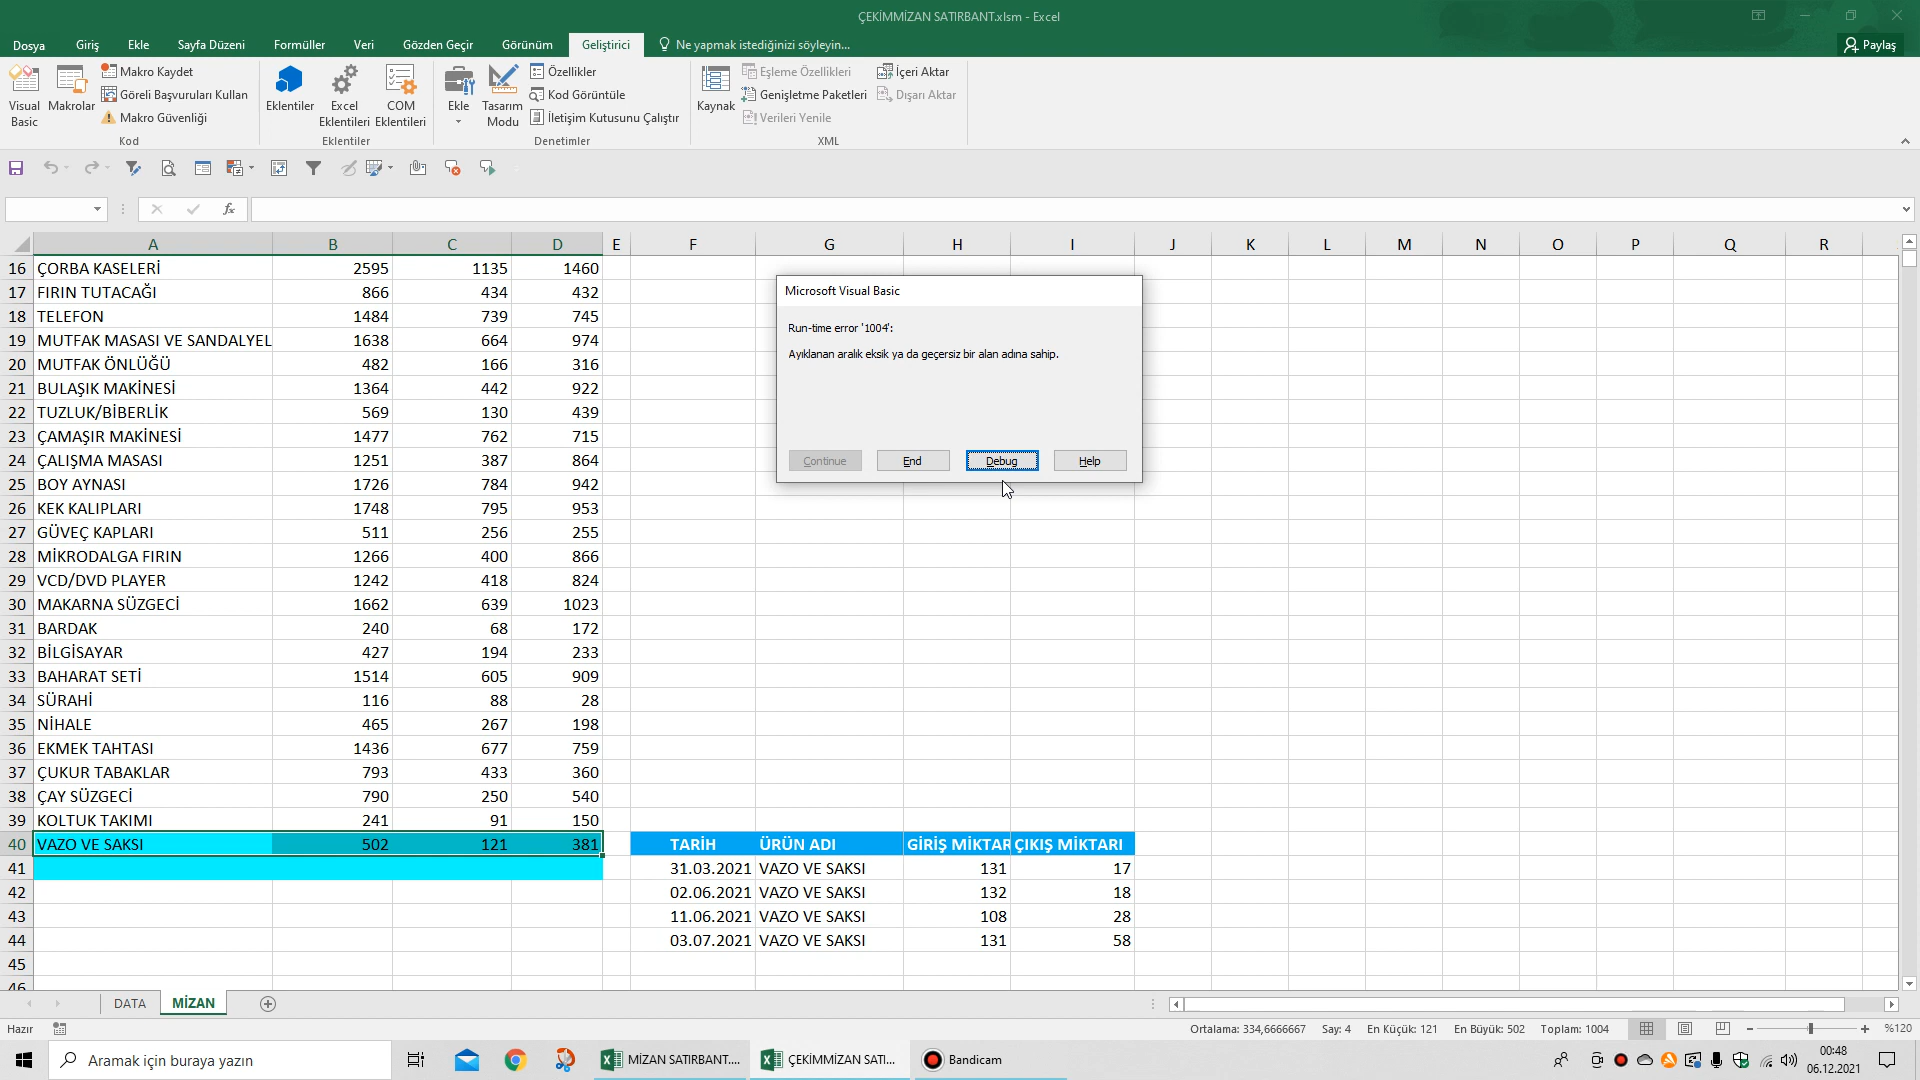 ÇEKİMMİZAN SATIRBANT.xlsm - Excel
Dosya Giriş Ekle Sayfa Düzeni Formüller Veri Gözden Geçir Görünüm Geliştirici Ne yapmak istediğinizi söyleyin... Paylaş
Visual Basic
Makrolar
Makro Kaydet
Göreli Başvuruları Kullan
Makro Güvenliği
Kod
Eklentiler
Excel Eklentileri
COM Eklentileri
Eklentiler
Ekle
Tasarım Modu
Özellikler
Kod Görüntüle
İletişim Kutusunu Çalıştır
Denetimler
Kaynak
Eşleme Özellikleri
Genişletme Paketleri
Verileri Yenile
İçeri Aktar
Dışarı Aktar
XML
fx
A B C D E F G H I J K L M N O P Q R
16 ÇORBA KASELERİ 2595 1135 1460
17 FIRIN TUTACAĞI 866 434 432
18 TELEFON 1484 739 745
19 MUTFAK MASASI VE SANDALYEL 1638 664 974
20 MUTFAK ÖNLÜĞÜ 482 166 316
21 BULAŞIK MAKİNESİ 1364 442 922
22 TUZLUK/BİBERLİK 569 130 439
23 ÇAMAŞIR MAKİNESİ 1477 762 715
24 ÇALIŞMA MASASI 1251 387 864
25 BOY AYNASI 1726 784 942
26 KEK KALIPLARI 1748 795 953
27 GÜVEÇ KAPLARI 511 256 255
28 MİKRODALGA FIRIN 1266 400 866
29 VCD/DVD PLAYER 1242 418 824
30 MAKARNA SÜZGECİ 1662 639 1023
31 BARDAK 240 68 172
32 BİLGİSAYAR 427 194 233
33 BAHARAT SETİ 1514 605 909
34 SÜRAHİ 116 88 28
35 NİHALE 465 267 198
36 EKMEK TAHTASI 1436 677 759
37 ÇUKUR TABAKLAR 793 433 360
38 ÇAY SÜZGECİ 790 250 540
39 KOLTUK TAKIMI 241 91 150
40 VAZO VE SAKSI 502 121 381 TARİH ÜRÜN ADI GİRİŞ MİKTAR ÇIKIŞ MİKTARI
41 31.03.2021 VAZO VE SAKSI 131 17
42 02.06.2021 VAZO VE SAKSI 132 18
43 11.06.2021 VAZO VE SAKSI 108 28
44 03.07.2021 VAZO VE SAKSI 131 58
45
46
Microsoft Visual Basic
Run-time error '1004':
Ayıklanan aralık eksik ya da geçersiz bir alan adına sahip.
Continue End Debug Help
DATA MİZAN
Hazır Ortalama: 334,6666667 Say: 4 En Küçük: 121 En Büyük: 502 Toplam: 1004 %120
Aramak için buraya yazın MİZAN SATIRBANT.... ÇEKİMMİZAN SATI... Bandicam
00:48
06.12.2021